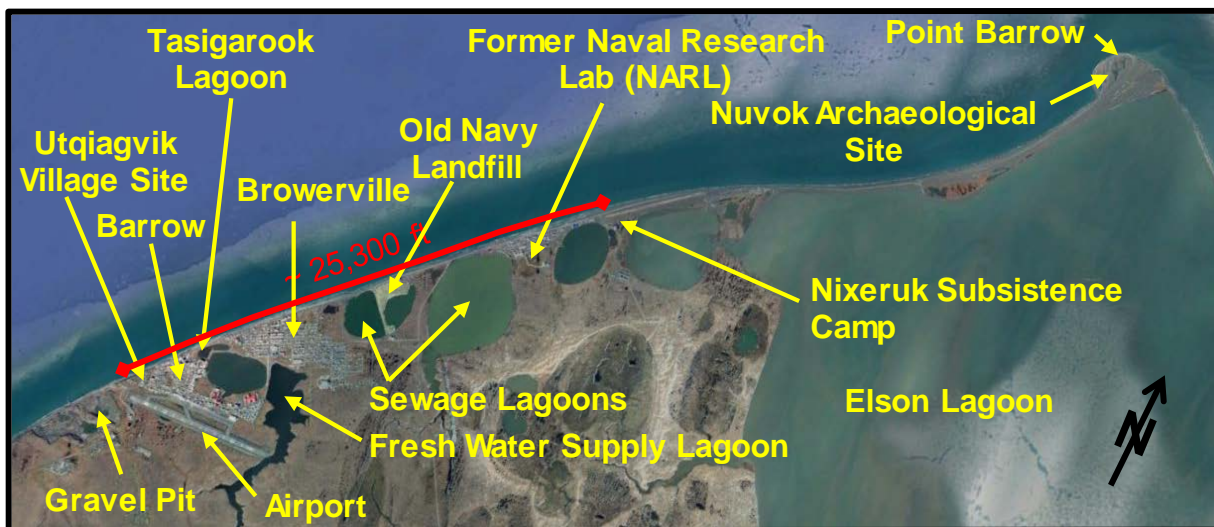 Tasigarook
Lagoon
Former Naval Research
Lab (NARL)
Point Barrow
Nuvok Archaeological
Site
Utqiagvik
Village Site
Old Navy
Landfill
Browerville
Barrow
~ 25,300 ft
Nixeruk Subsistence
Camp
Sewage Lagoons
Elson Lagoon
Fresh Water Supply Lagoon
Gravel Pit
Airport
N